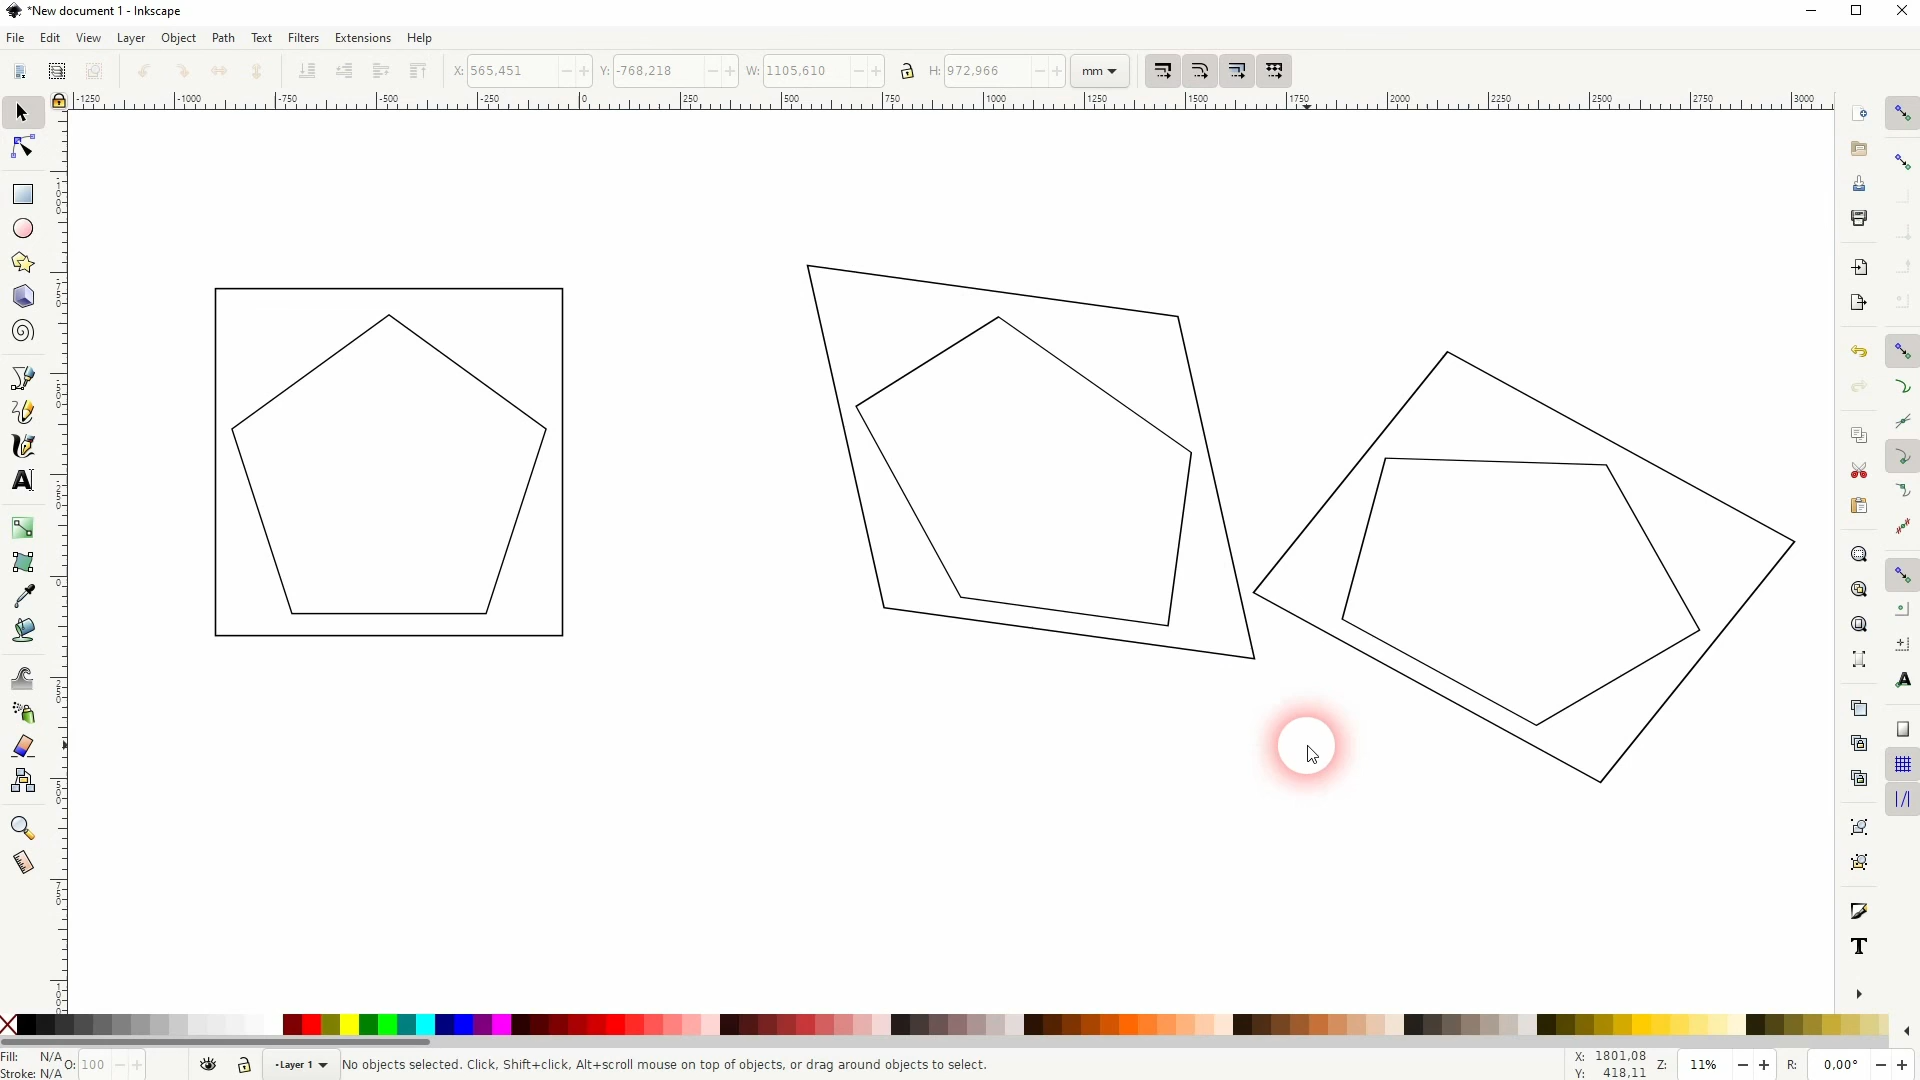 *New document 1 - Inkscape
File Edit View Layer Object Path Text Filters Extensions Help
X: 565,451 Y: -768,218 W: 1105,610 H: 972,966 mm
-1250 -1000 -750 -500 -250 0 250 500 750 1000 1250 1500 1750 2000 2250 2500 2750 3000
Fill: N/A O: 100
Stroke: N/A
Layer 1 No objects selected. Click, Shift+click, Alt+scroll mouse on top of objects, or drag around objects to select.
X: 1801,08 Z: 11% R: 0,00°
Y: 418,11